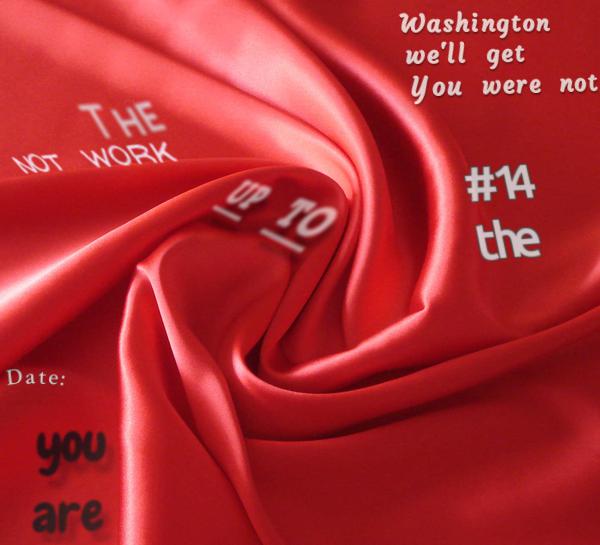 Washington
we'll get
You were not
THE
NOT WORK
#14
the
UP TO
Date:
you
are